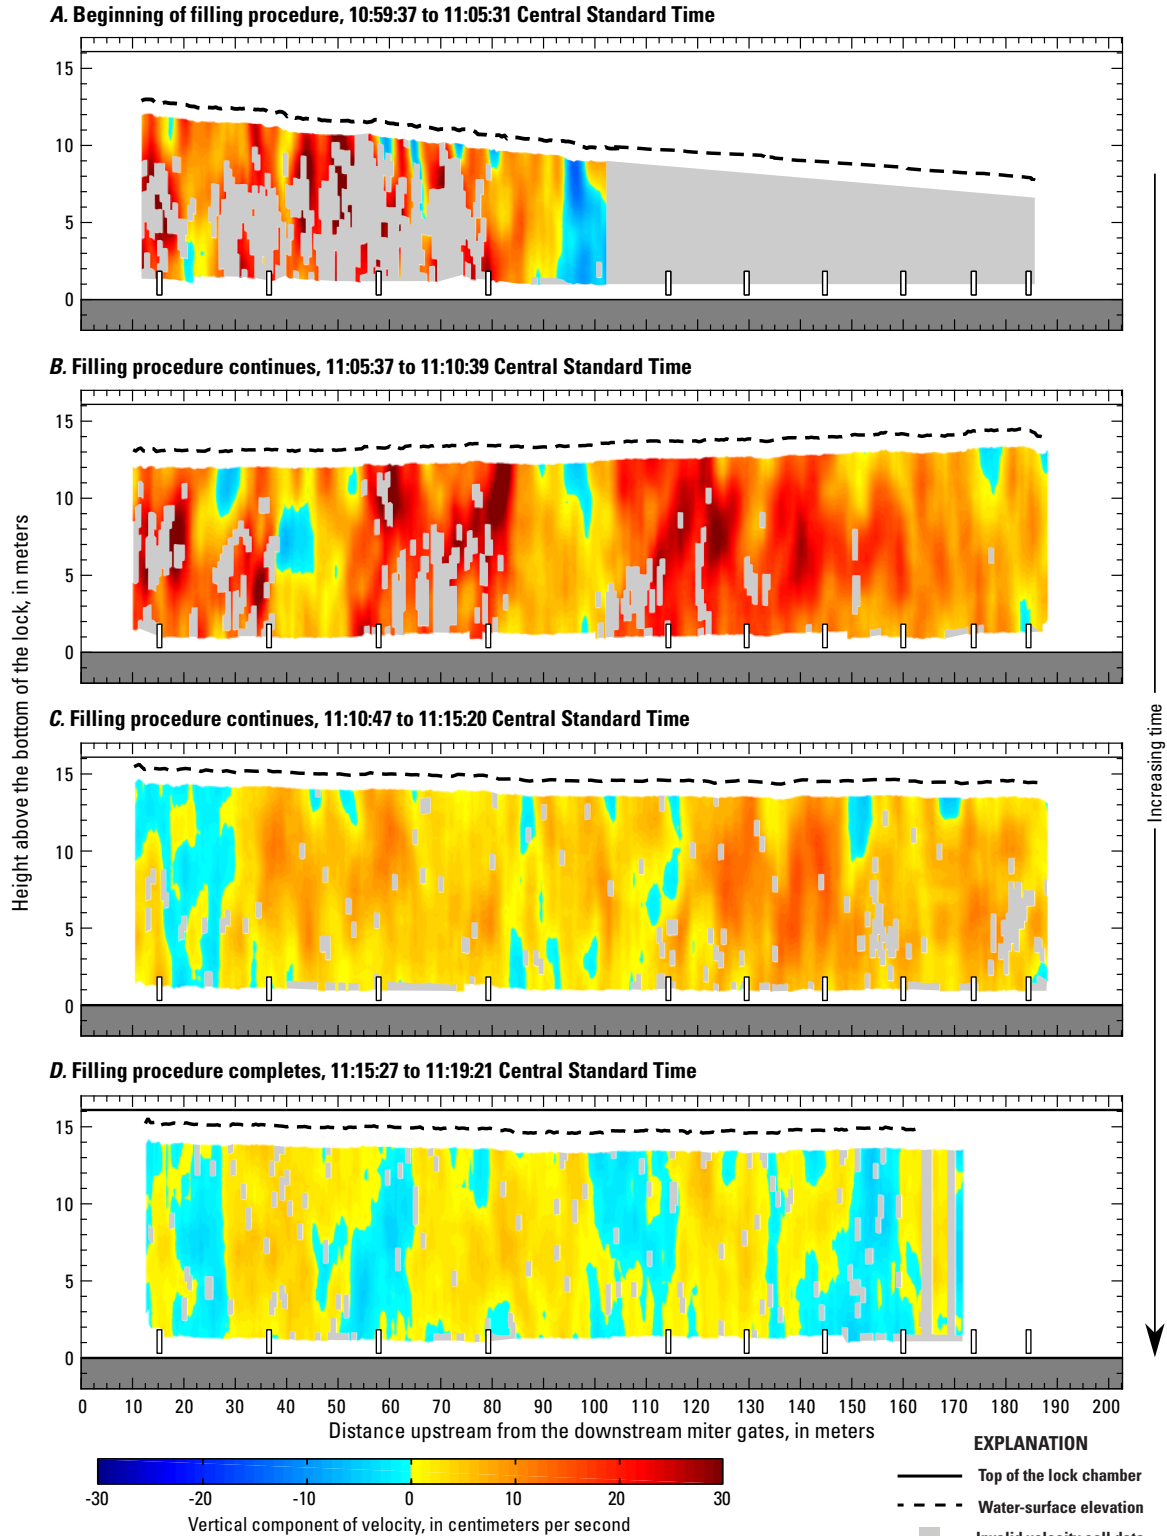 A. Beginning of filling procedure, 10:59:37 to 11:05:31 Central Standard Time
15
10
5
0
B. Filling procedure continues, 11:05:37 to 11:10:39 Central Standard Time
15
10
5
0
C. Filling procedure continues, 11:10:47 to 11:15:20 Central Standard Time
15
10
5
0
D. Filling procedure completes, 11:15:27 to 11:19:21 Central Standard Time
15
10
5
0
Height above the bottom of the lock, in meters
Increasing time
0 10 20 30 40 50 60 70 80 90 100 110 120 130 140 150 160 170 180 190 200
Distance upstream from the downstream miter gates, in meters
-30 -20 -10 0 10 20 30
Vertical component of velocity, in centimeters per second
EXPLANATION
Top of the lock chamber
Water-surface elevation
Invalid velocity cell data